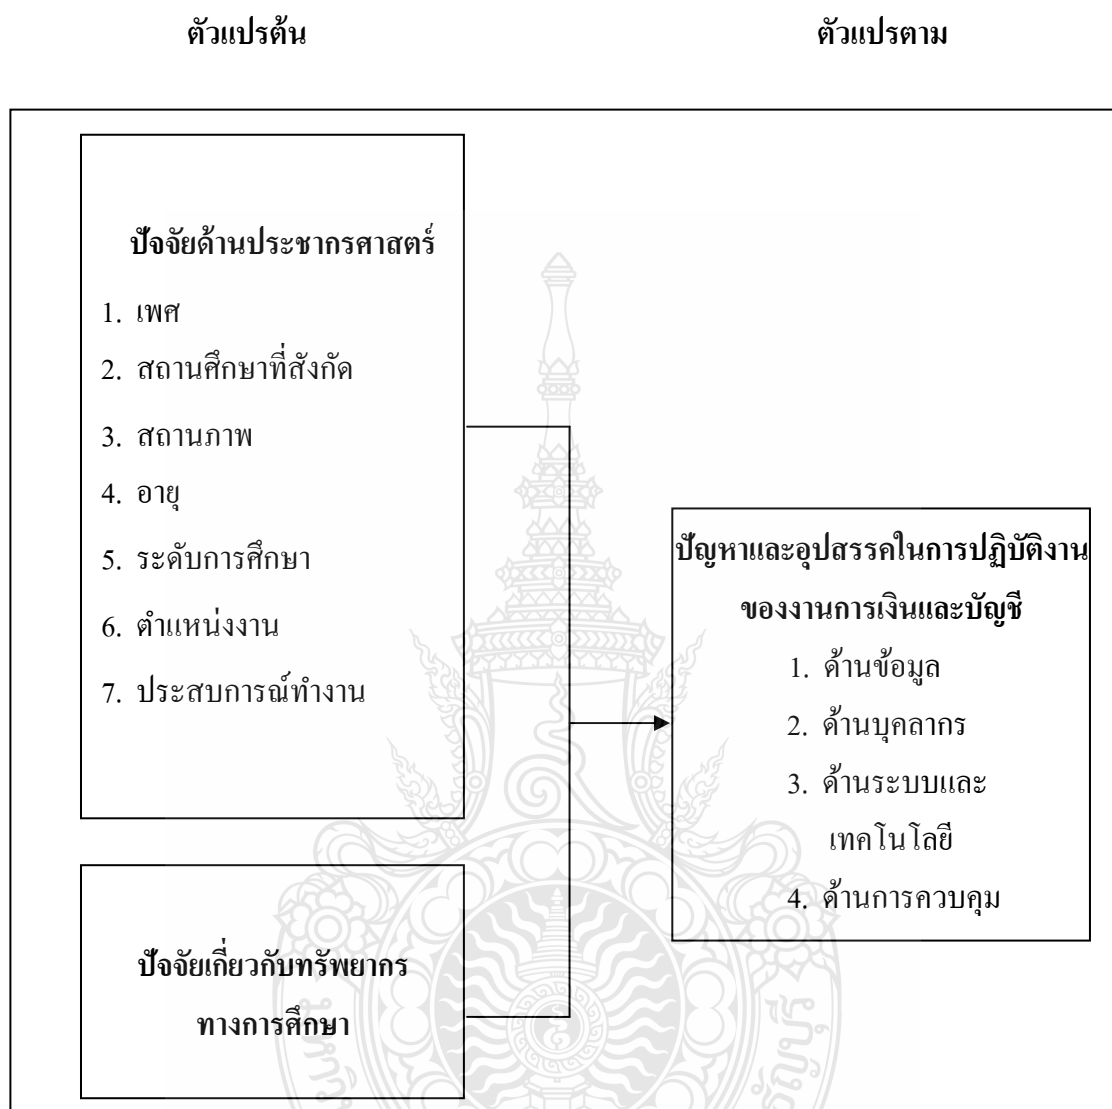 ตัวแปรต้น
ตัวแปรตาม
ปัจจัยด้านประชากรศาสตร์
1. เพศ
2. สถานศึกษาที่สังกัด
3. สถานภาพ
4. อายุ
5. ระดับการศึกษา
6. ตำแหน่งงาน
7. ประสบการณ์ทำงาน
ปัจจัยเกี่ยวกับทรัพยากร
ทางการศึกษา
ปัญหาและอุปสรรคในการปฏิบัติงาน
ของงานการเงินและบัญชี
1. ด้านข้อมูล
2. ด้านบุคลากร
3. ด้านระบบและ
เทคโนโลยี
4. ด้านการควบคุม